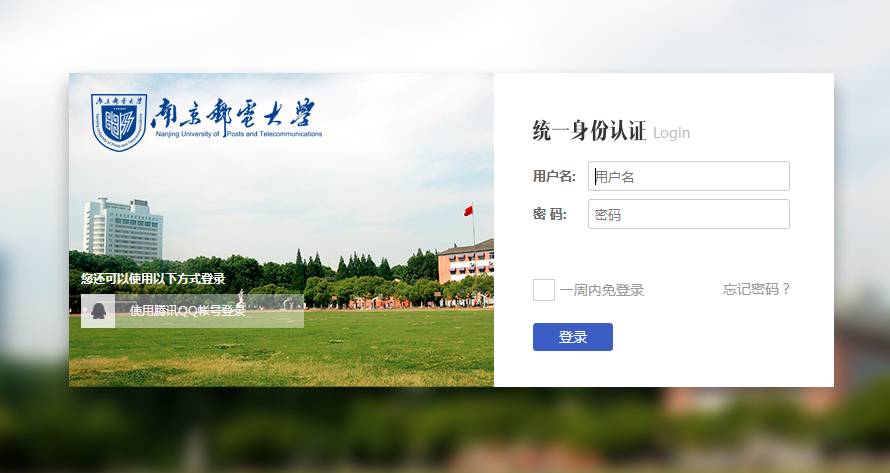 南京邮电大学
Nanjing University of Posts and Telecommunications
您还可以使用以下方式登录
使用腾讯QQ帐号登录
统一身份认证 Login
用户名: 用户名
密 码: 密码
一周内免登录 忘记密码？
登录